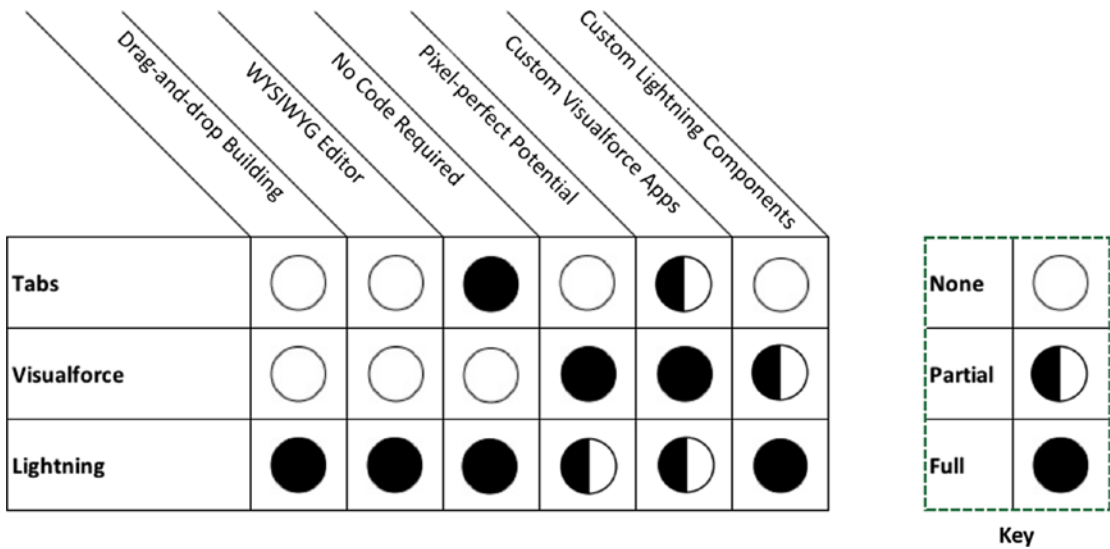 Drag-and-drop Building
WYSIWYG Editor
No Code Required
Pixel-perfect Potential
Custom Visualforce Apps
Custom Lightning Components
Tabs
Visualforce
Lightning
None
Partial
Full
Key